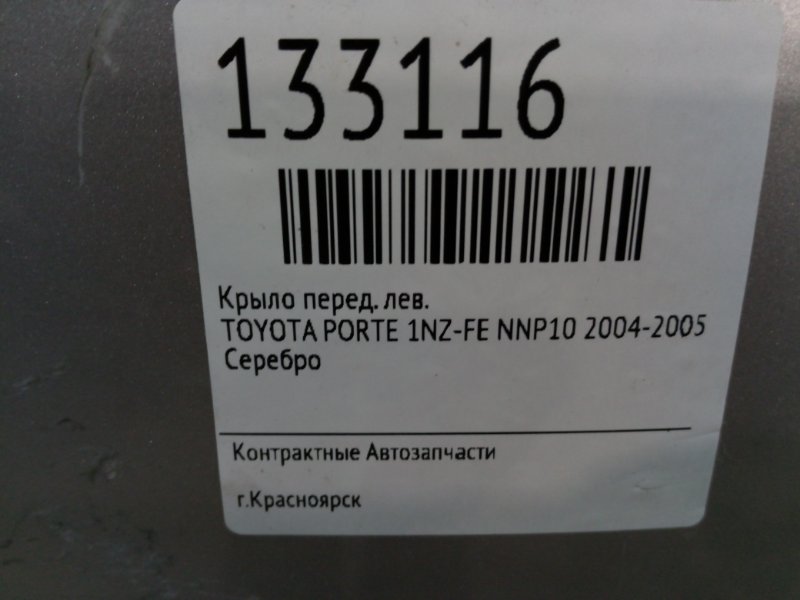 133116
Крыло перед. лев.
TOYOTA PORTE 1NZ-FE NNP10 2004-2005
Серебро
Контрактные Автозапчасти
г.Красноярск